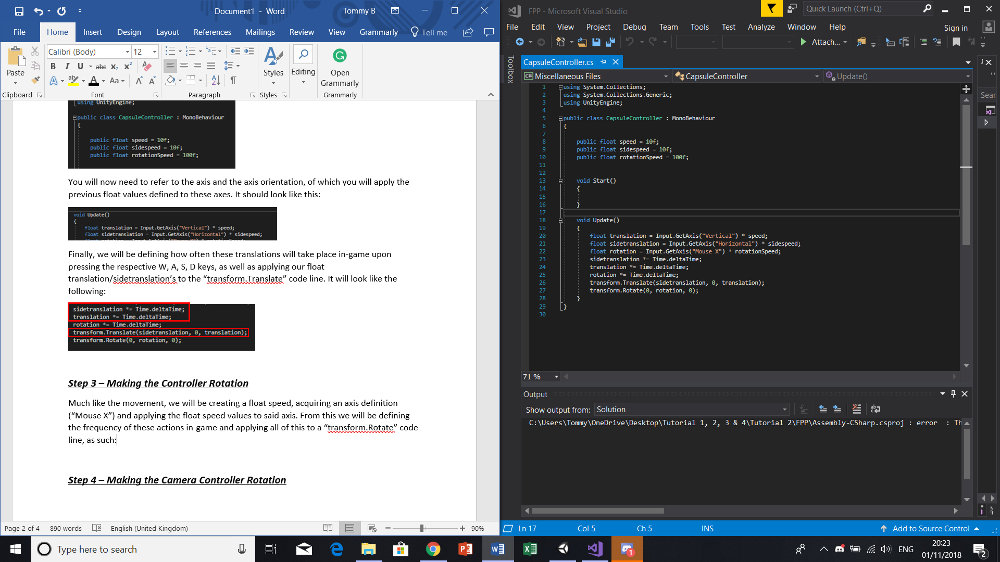 Document1 - Word
Tommy B
File
Home
Insert
Design
Layout
References
Mailings
Review
View
Grammarly
Tell me
Paste
Calibri (Body)
12
Styles
Editing
Open
Grammarly
Clipboard
Font
Paragraph
Styles
Grammarly
using UnityEngine;
public class CapsuleController : MonoBehaviour
{
public float speed = 10f;
public float sidespeed = 10f;
public float rotationSpeed = 100f;
You will now need to refer to the axis and the axis orientation, of which you will apply the
previous float values defined to these axes. It should look like this:
void Update()
{
float translation = Input.GetAxis("Vertical") * speed;
float sidetranslation = Input.GetAxis("Horizontal") * sidespeed;
float rotation = Input.GetAxis("Mouse X") * rotationSpeed;
Finally, we will be defining how often these translations will take place in-game upon
pressing the respective W, A, S, D keys, as well as applying our float
translation/sidetranslation’s to the “transform.Translate” code line. It will look like the
following:
sidetranslation *= Time.deltaTime;
translation *= Time.deltaTime;
rotation *= Time.deltaTime;
transform.Translate(sidetranslation, 0, translation);
transform.Rotate(0, rotation, 0);
Step 3 – Making the Controller Rotation
Much like the movement, we will be creating a float speed, acquiring an axis definition
(“Mouse X”) and applying the float speed values to said axis. From this we will be defining
the frequency of these actions in-game and applying all of this to a “transform.Rotate” code
line, as such:
Step 4 – Making the Camera Controller Rotation
Page 2 of 4
890 words
English (United Kingdom)
90%
FPP - Microsoft Visual Studio
Quick Launch (Ctrl+Q)
File
Edit
View
Project
Debug
Team
Tools
Test
Analyze
Window
Help
Sign in
Attach...
Toolbox
CapsuleController.cs
Miscellaneous Files
CapsuleController
Update()
Sear
1 using System.Collections;
2 using System.Collections.Generic;
3 using UnityEngine;
4
5 public class CapsuleController : MonoBehaviour
6 {
7
8 public float speed = 10f;
9 public float sidespeed = 10f;
10 public float rotationSpeed = 100f;
11
12
13 void Start()
14 {
15
16 }
17
18 void Update()
19 {
20 float translation = Input.GetAxis("Vertical") * speed;
21 float sidetranslation = Input.GetAxis("Horizontal") * sidespeed;
22 float rotation = Input.GetAxis("Mouse X") * rotationSpeed;
23 sidetranslation *= Time.deltaTime;
24 translation *= Time.deltaTime;
25 rotation *= Time.deltaTime;
26 transform.Translate(sidetranslation, 0, translation);
27 transform.Rotate(0, rotation, 0);
28 }
29 }
30
71 %
Output
Show output from:
Solution
C:\Users\Tommy\OneDrive\Desktop\Tutorial 1, 2, 3 & 4\Tutorial 2\FPP\Assembly-CSharp.csproj : error : Th
Ln 17
Col 5
Ch 5
INS
Add to Source Control
Type here to search
1
ENG
20:23
01/11/2018
2